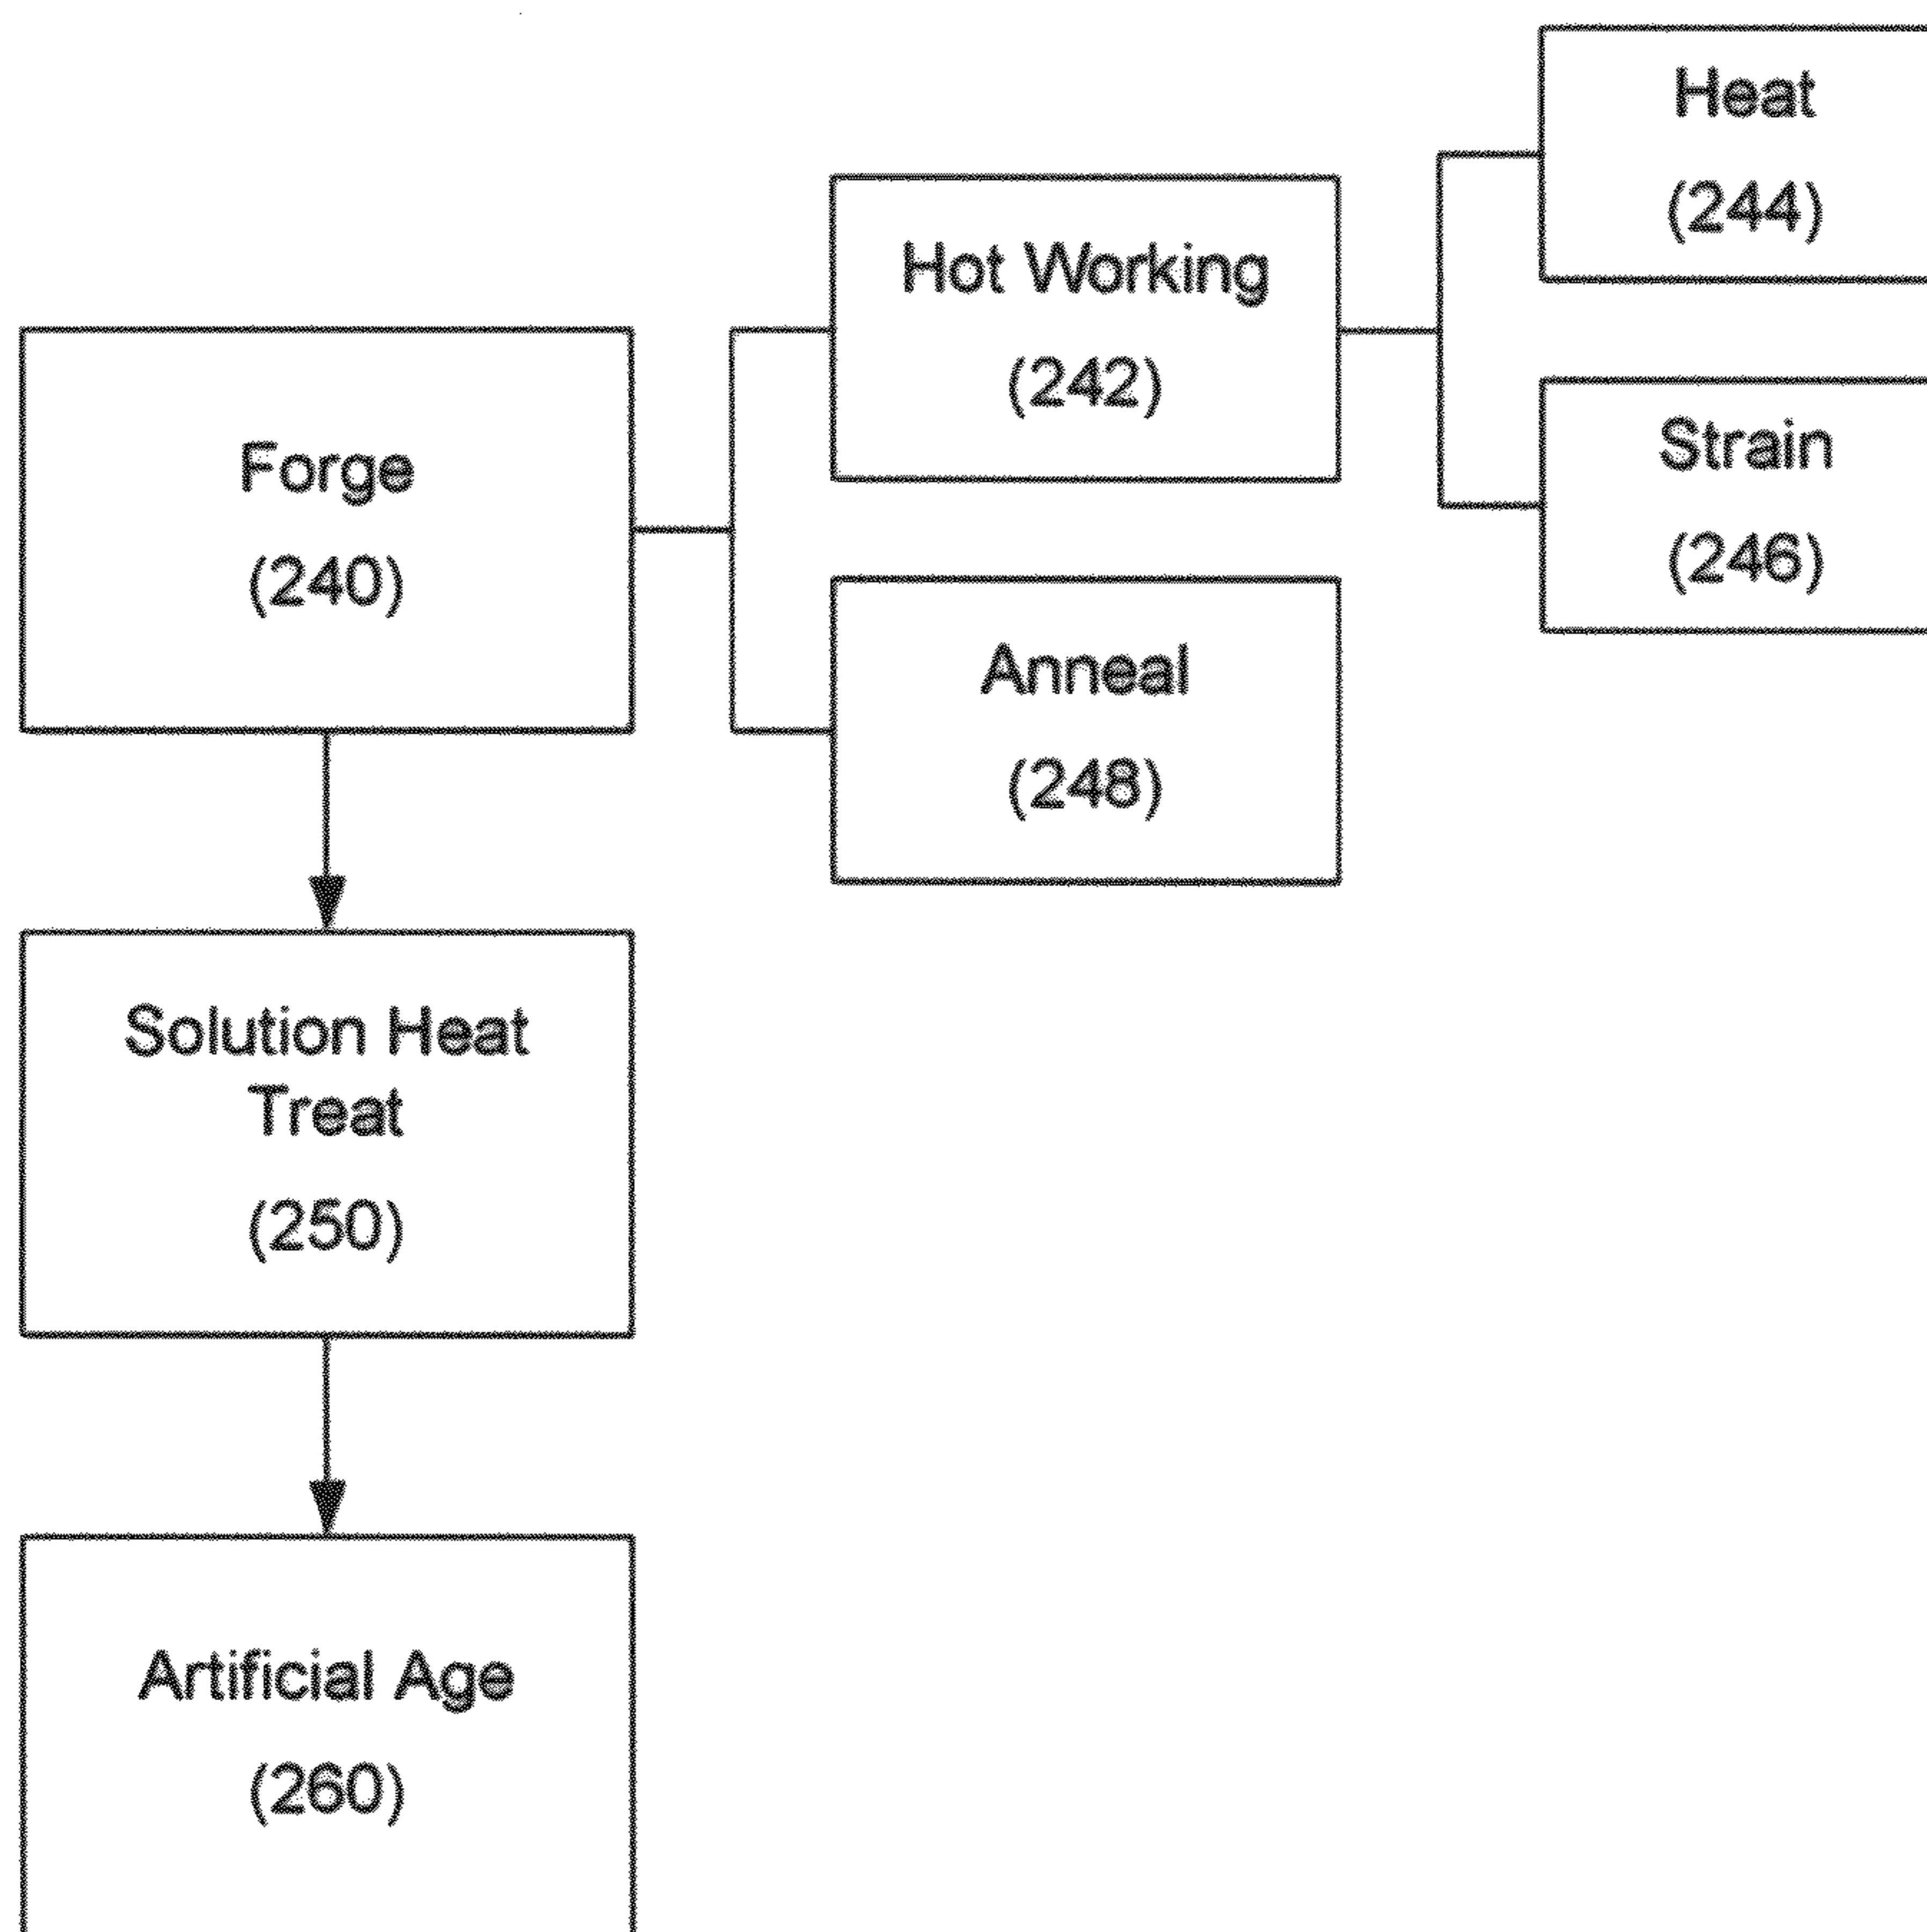 Forge
(240)
Hot Working
(242)
Heat
(244)
Strain
(246)
Anneal
(248)
Solution Heat
Treat
(250)
Artificial Age
(260)